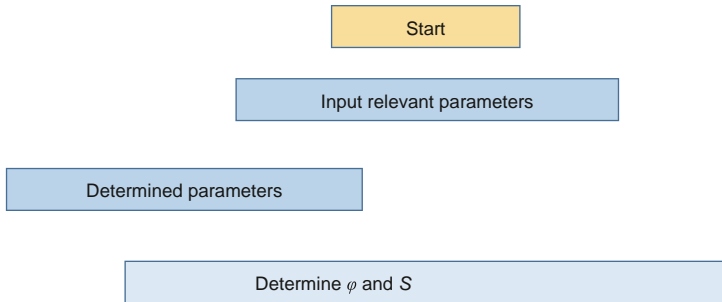 Start
Input relevant parameters
Determined parameters
Determine φ and S